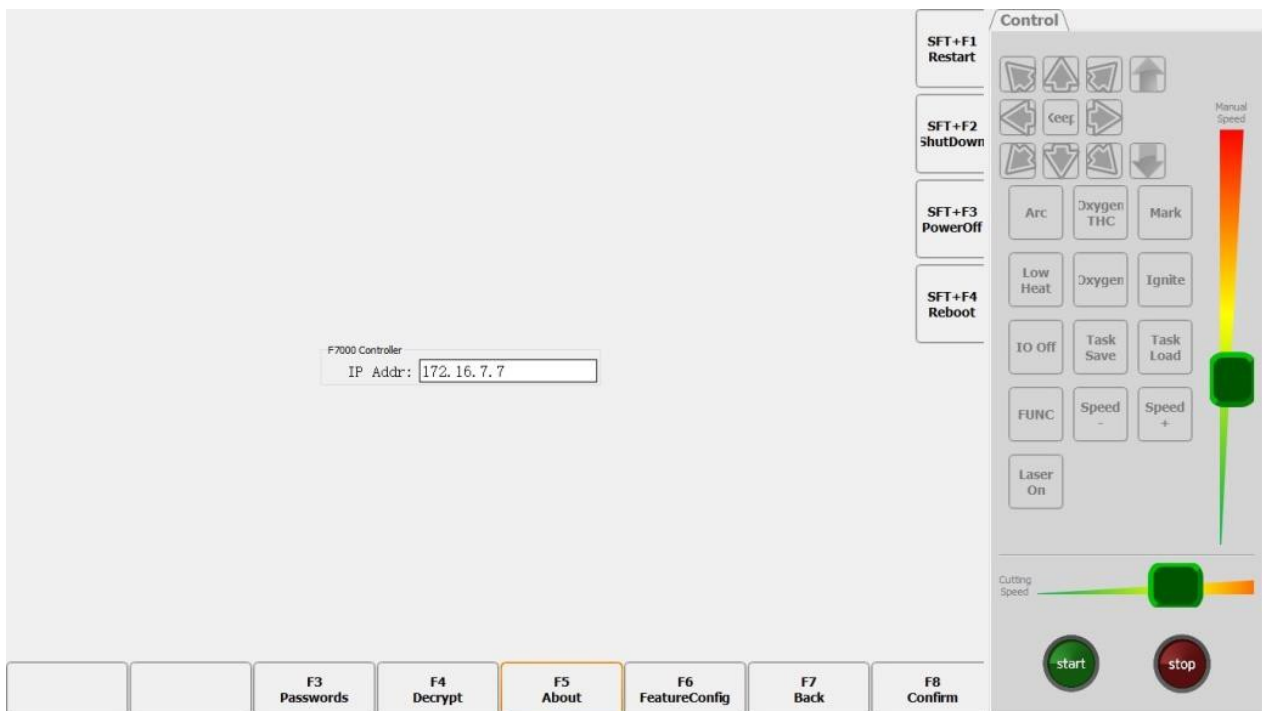 Control
SFT+F1
Restart
SFT+F2
ShutDown
SFT+F3
PowerOff
SFT+F4
Reboot
F7000 Controller
IP Addr: 172.16.7.7
Manual
Speed
Keep
Arc
Oxygen
THC
Mark
Low
Heat
Oxygen
Ignite
IO Off
Task
Save
Task
Load
FUNC
Speed
-
Speed
+
Laser
On
Cutting
Speed
start
stop
F3
Passwords
F4
Decrypt
F5
About
F6
FeatureConfig
F7
Back
F8
Confirm